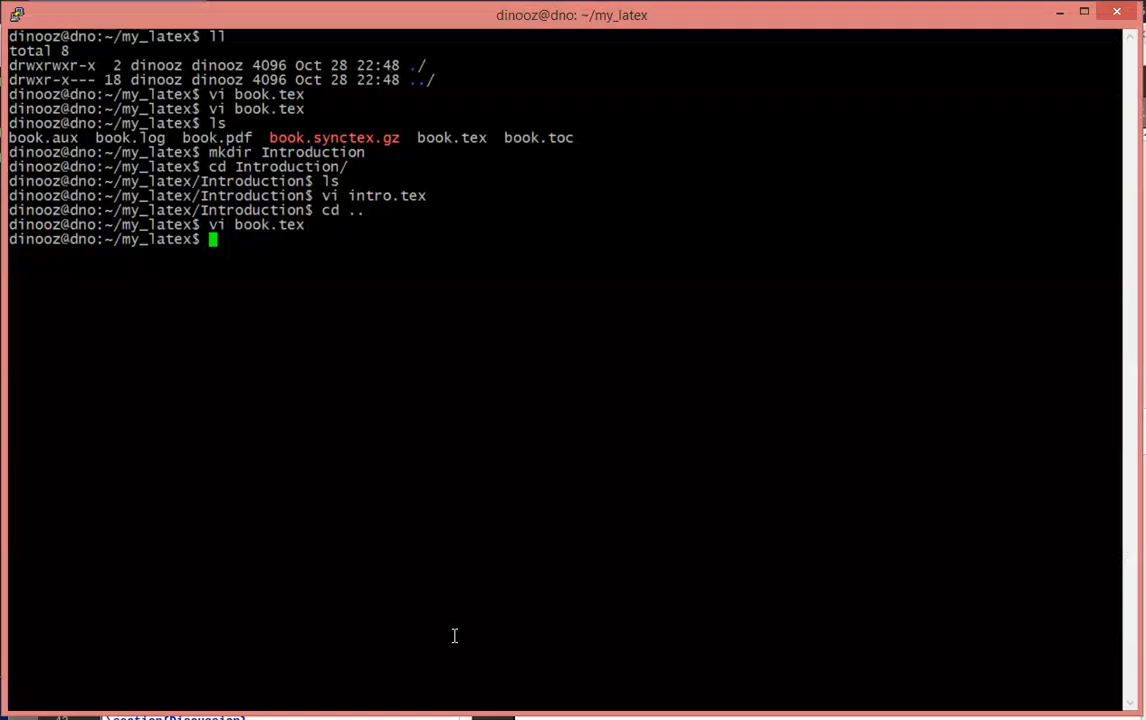 dinooz@dno: ~/my_latex
dinooz@dno:~/my_latex$ ll
total 8
drwxrwxr-x  2 dinooz dinooz 4096 Oct 28 22:48 ./
drwxr-x--- 18 dinooz dinooz 4096 Oct 28 22:48 ../
dinooz@dno:~/my_latex$ vi book.tex
dinooz@dno:~/my_latex$ vi book.tex
dinooz@dno:~/my_latex$ ls
book.aux  book.log  book.pdf  book.synctex.gz  book.tex  book.toc
dinooz@dno:~/my_latex$ mkdir Introduction
dinooz@dno:~/my_latex$ cd Introduction/
dinooz@dno:~/my_latex/Introduction$ ls
dinooz@dno:~/my_latex/Introduction$ vi intro.tex
dinooz@dno:~/my_latex/Introduction$ cd ..
dinooz@dno:~/my_latex$ vi book.tex
dinooz@dno:~/my_latex$
\section{Discussion}